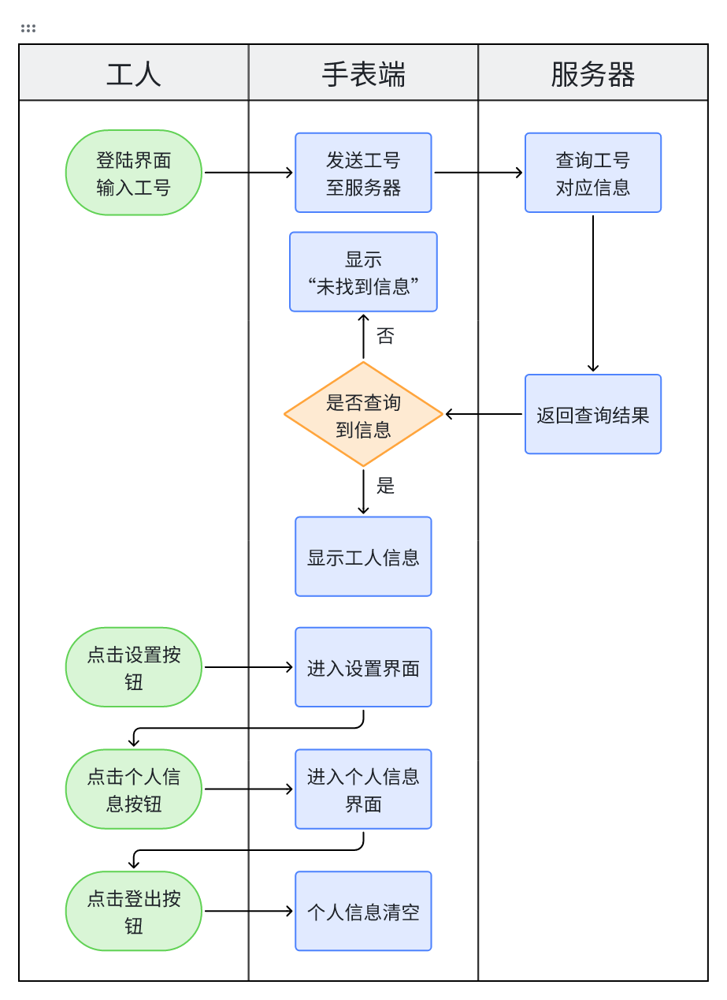 工人
手表端
服务器
登陆界面
输入工号
发送工号
至服务器
查询工号
对应信息
显示
“未找到信息”
否
是否查询
到信息
返回查询结果
是
显示工人信息
点击设置按
钮
进入设置界面
点击个人信
息按钮
进入个人信息
界面
点击登出按
钮
个人信息清空